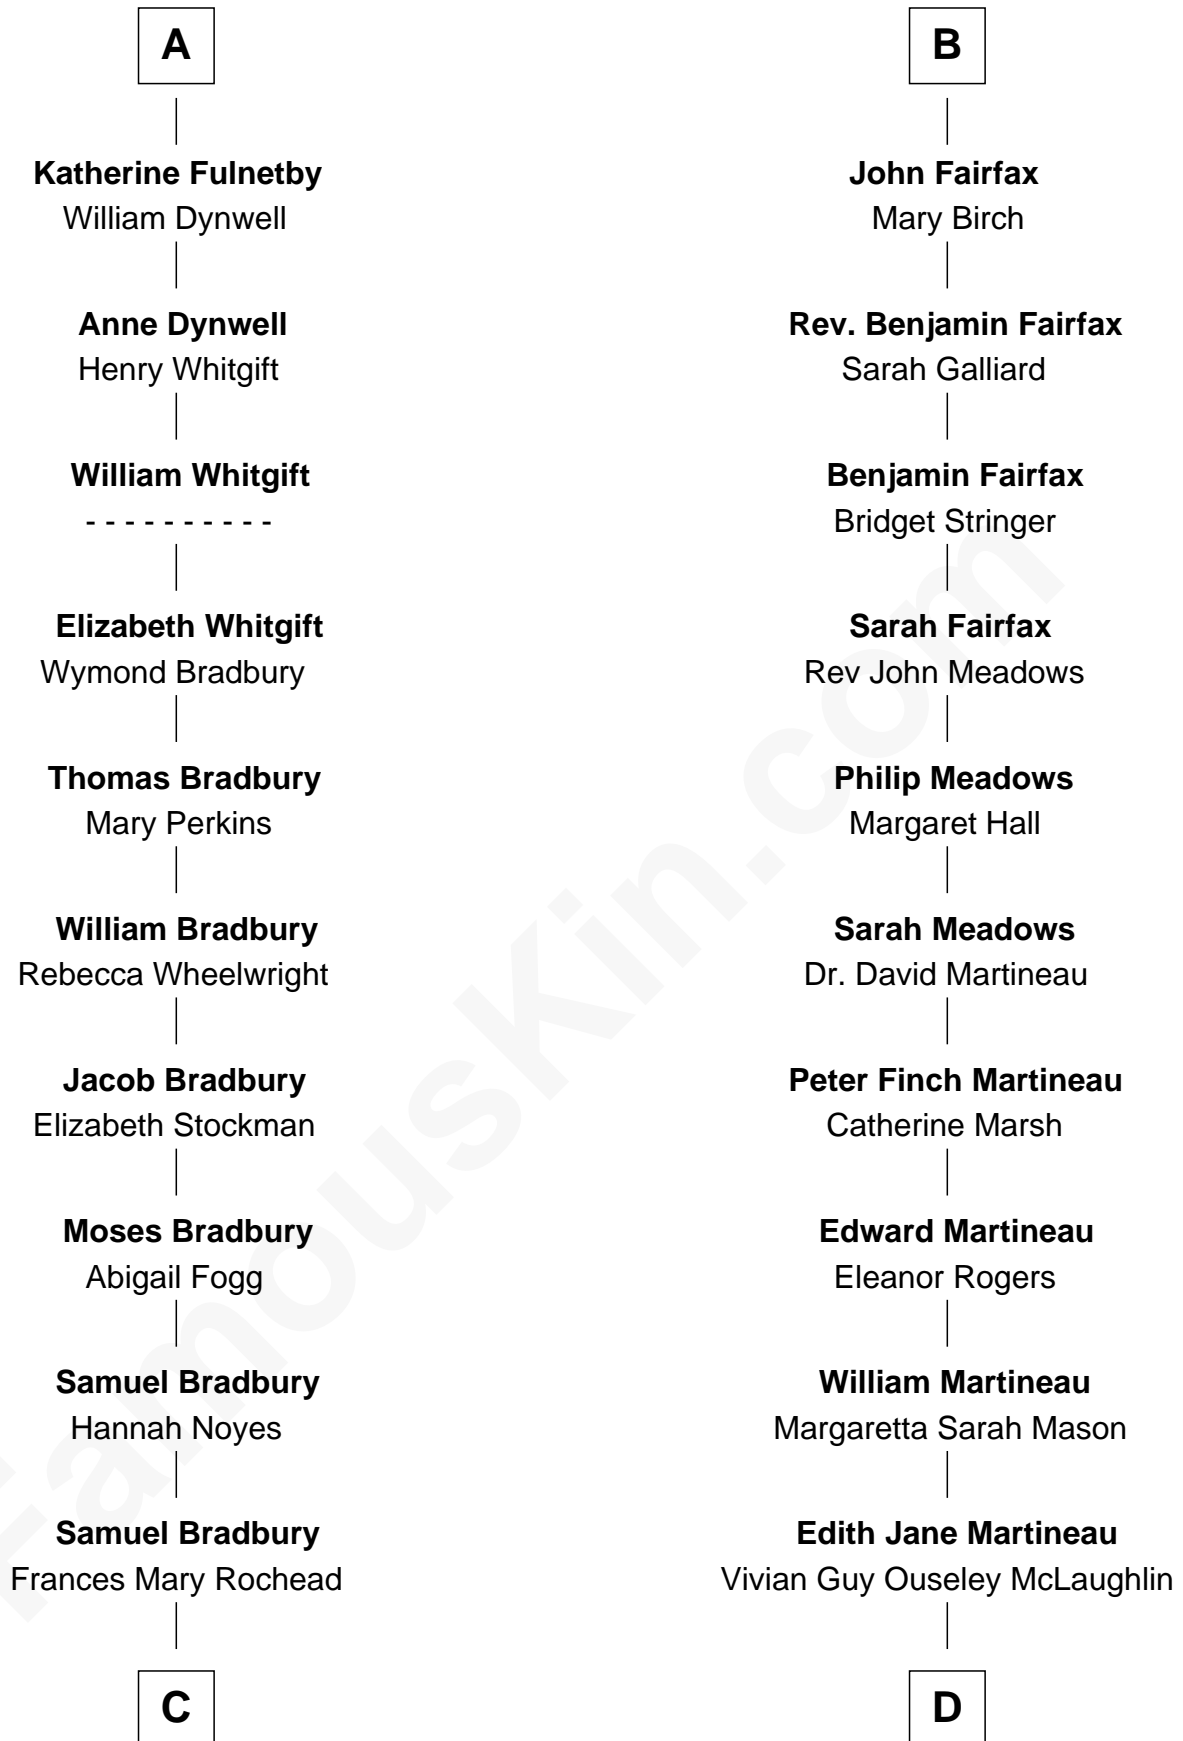 A
Katherine Fulnetby
William Dynwell
Anne Dynwell
Henry Whitgift
William Whitgift
- - - - - - - - - -
Elizabeth Whitgift
Wymond Bradbury
Thomas Bradbury
Mary Perkins
William Bradbury
Rebecca Wheelwright
Jacob Bradbury
Elizabeth Stockman
Moses Bradbury
Abigail Fogg
Samuel Bradbury
Hannah Noyes
Samuel Bradbury
Frances Mary Rochead
C
B
John Fairfax
Mary Birch
Rev. Benjamin Fairfax
Sarah Galliard
Benjamin Fairfax
Bridget Stringer
Sarah Fairfax
Rev John Meadows
Philip Meadows
Margaret Hall
Sarah Meadows
Dr. David Martineau
Peter Finch Martineau
Catherine Marsh
Edward Martineau
Eleanor Rogers
William Martineau
Margaretta Sarah Mason
Edith Jane Martineau
Vivian Guy Ouseley McLaughlin
D
FamousKin.com